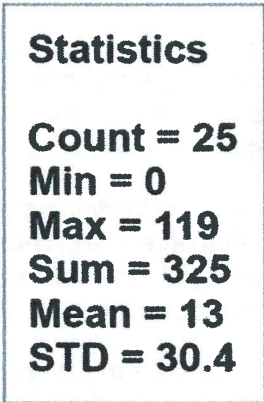 Statistics
Count = 25
Min = 0
Max = 119
Sum = 325
Mean = 13
STD = 30.4